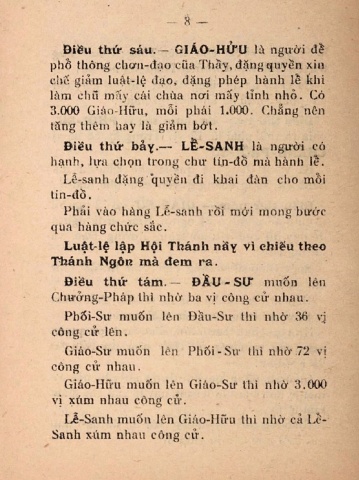 — 8 —
Điều thứ sáu. — GIÁO-HỮU là người để
phổ thông chơn-đạo của Thầy, đặng quyền xin
chế giảm luật-lệ đạo, đặng phép hành lễ khi
làm chủ mấy cái chùa nơi mấy tỉnh nhỏ. Có
3.000 Giáo-Hữu, mỗi phái 1.000. Chẳng nên
tăng thêm hay là giảm bớt.
Điều thứ bảy.— LỄ-SANH là người có
hạnh, lựa chọn trong chư tín-đồ mà hành lễ.
Lễ-sanh đặng quyền đi khai đàn cho mỗi
tín-đồ.
Phải vào hàng Lễ-sanh rồi mới mong bước
qua hàng chức sắc.
Luật-lệ lập Hội Thánh nầy vì chiếu theo
Thánh Ngôn mà đem ra.
Điều thứ tám. — ĐẦU-SƯ muốn lên
Chưởng-Pháp thì nhờ ba vị công cử nhau.
Phối-Sư muốn lên Đầu-Sư thì nhờ 36 vị
công cử lên.
Giáo-Sư muốn lên Phối-Sư thì nhờ 72 vị
công cử nhau.
Giáo-Hữu muốn lên Giáo-Sư thì nhờ 3.000
vị xúm nhau công cử.
Lễ-Sanh muốn lên Giáo-Hữu thì nhờ cả Lễ-
Sanh xúm nhau công cử.